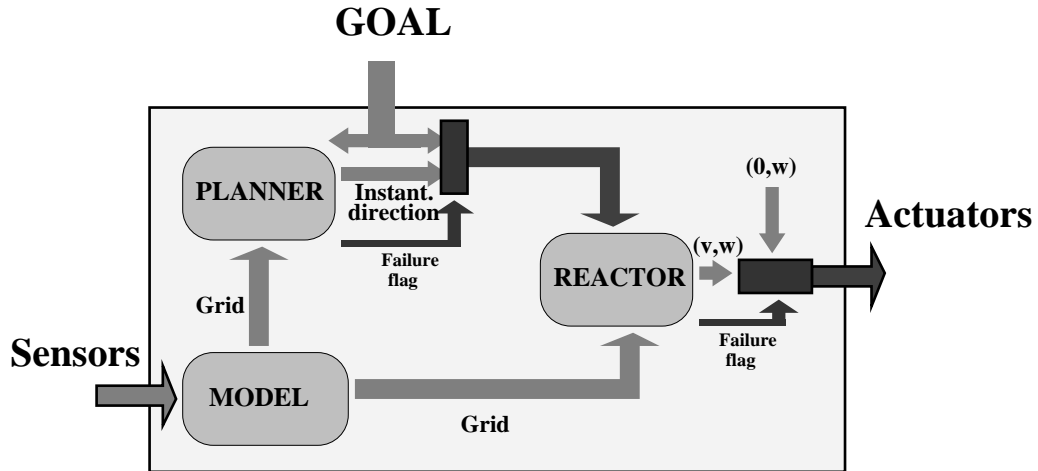 GOAL
PLANNER
Instant.
direction
(0,w)
Actuators
Failure
flag
(v,w)
REACTOR
Grid
Failure
flag
Sensors
MODEL
Grid